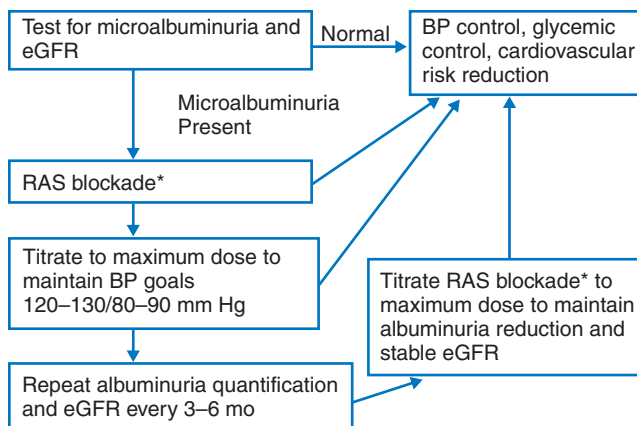 Test for microalbuminuria and
eGFR
Normal
BP control, glycemic
control, cardiovascular
risk reduction
Microalbuminuria
Present
RAS blockade*
Titrate to maximum dose to
maintain BP goals
120–130/80–90 mm Hg
Titrate RAS blockade* to
maximum dose to maintain
albuminuria reduction and
stable eGFR
Repeat albuminuria quantification
and eGFR every 3–6 mo